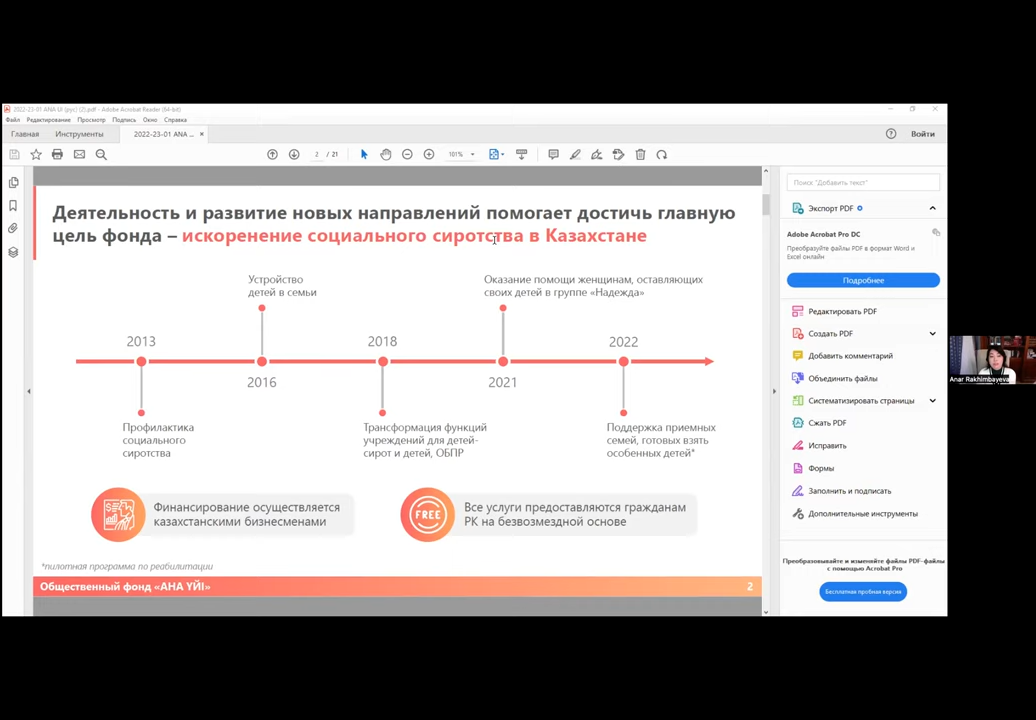 2022-23-01 ANA UI (рус) (2).pdf - Adobe Acrobat Reader (64-bit)
Файл Редактирование Просмотр Подпись Окно Справка
Главная Инструменты 2022-23-01 ANA ... × Войти
2 / 21 101%
Деятельность и развитие новых направлений помогает достичь главную
цель фонда – искоренение социального сиротства в Казахстане
Устройство
детей в семьи
Оказание помощи женщинам, оставляющих
своих детей в группе «Надежда»
2013
2018
2022
2016
2021
Профилактика
социального
сиротства
Трансформация функций
учреждений для детей-
сирот и детей, ОБПР
Поддержка приемных
семей, готовых взять
особенных детей*
Финансирование осуществляется
казахстанскими бизнесменами
FREE
Все услуги предоставляются гражданам
РК на безвозмездной основе
*пилотная программа по реабилитации
Общественный фонд «АНА ҮЙІ» 2
Поиск "Добавить текст"
Экспорт PDF
Adobe Acrobat Pro DC
Преобразуйте файлы PDF в формат Word и
Excel онлайн
Подробнее
Редактировать PDF
Создать PDF
Добавить комментарий
Объединить файлы
Систематизировать страницы
Сжать PDF
Исправить
Формы
Заполнить и подписать
Дополнительные инструменты
Преобразовывайте и изменяйте файлы PDF-файлы
с помощью Acrobat Pro
Бесплатная пробная версия
Anar Rakhimbayeva